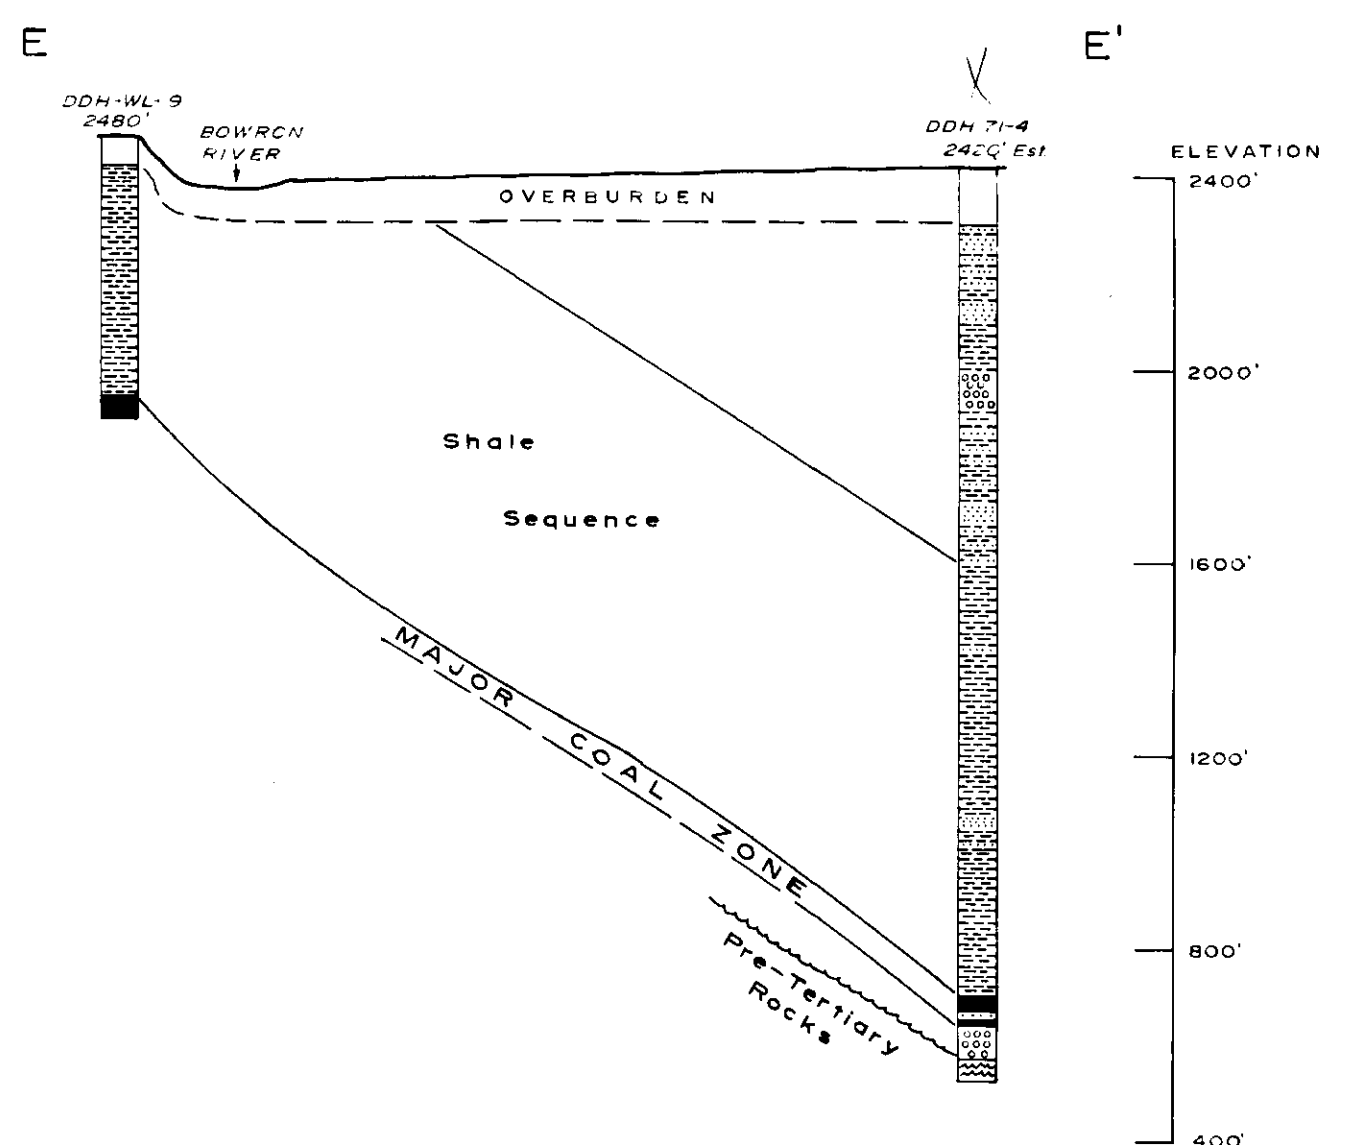 E
E'
DDH-WL-9
2480'
BOWRON
RIVER
DDH 71-4
Est.
ELEVATION
2400'
OVERBURDEN
2000'
Shale
Sequence
1600'
MAJOR COAL ZONE
1200'
800'
Pre-Tertiary
Rocks
400'